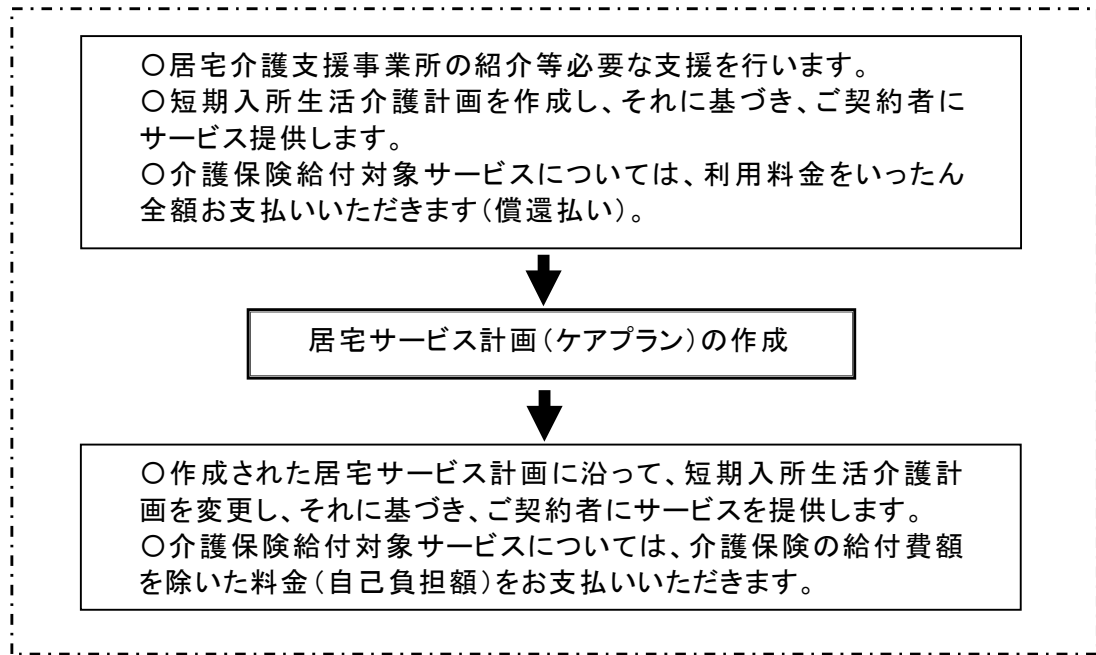 〇居宅介護支援事業所の紹介等必要な支援を行います。
〇短期入所生活介護計画を作成し、それに基づき、ご契約者に
サービス提供します。
〇介護保険給付対象サービスについては、利用料金をいったん
全額お支払いいただきます(償還払い)。
居宅サービス計画(ケアプラン)の作成
〇作成された居宅サービス計画に沿って、短期入所生活介護計
画を変更し、それに基づき、ご契約者にサービスを提供します。
〇介護保険給付対象サービスについては、介護保険の給付費額
を除いた料金(自己負担額)をお支払いいただきます。